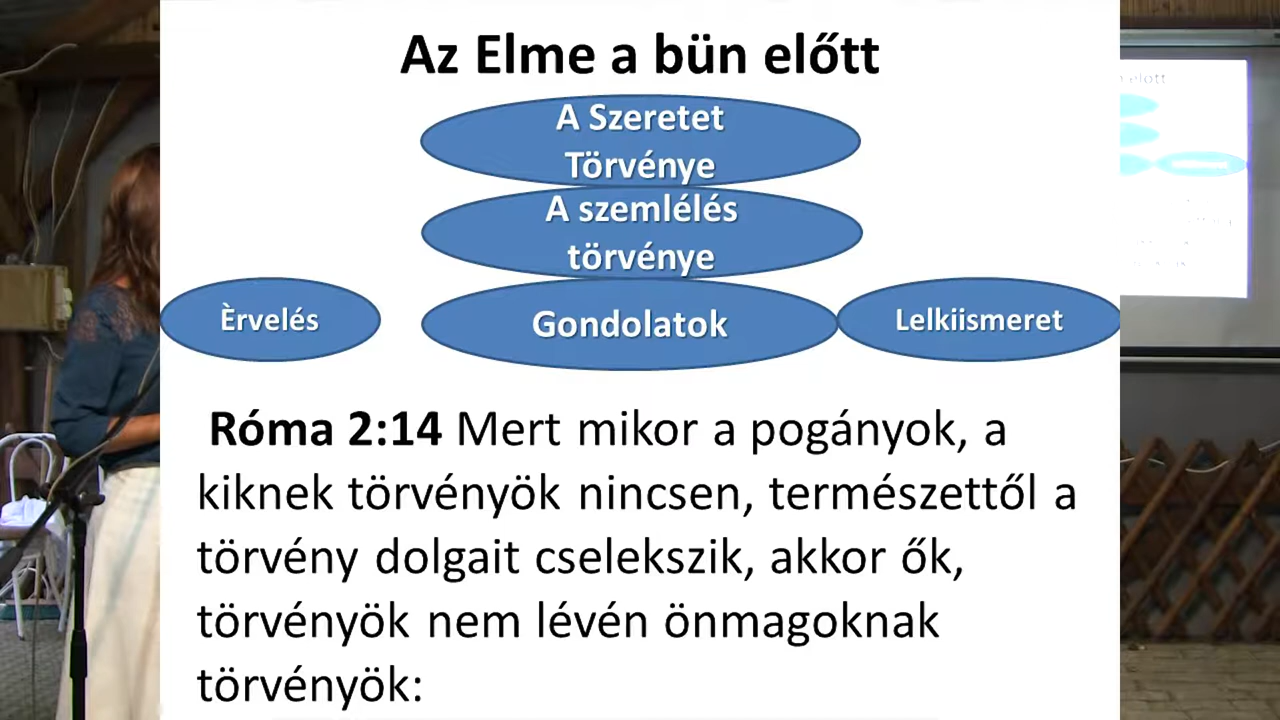 Az Elme a bün előtt
A Szeretet
Törvénye
A szemlélés
törvénye
Èrvelés
Gondolatok
Lelkiismeret
Róma 2:14 Mert mikor a pogányok, a
kiknek törvényök nincsen, természettől a
törvény dolgait cselekszik, akkor ők,
törvényök nem lévén önmagoknak
törvényök: